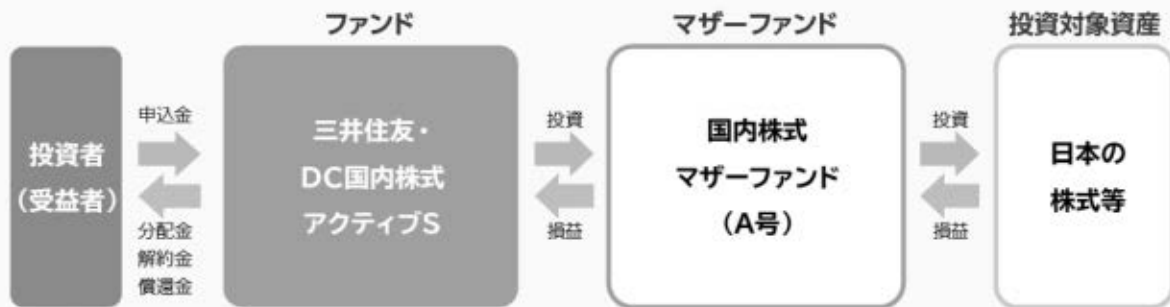 ファンド
マザーファンド
投資対象資産
投資者
(受益者)
申込金
分配金
解約金
償還金
三井住友・
DC国内株式
アクティブS
投資
損益
国内株式
マザーファンド
(A号)
投資
損益
日本の
株式等